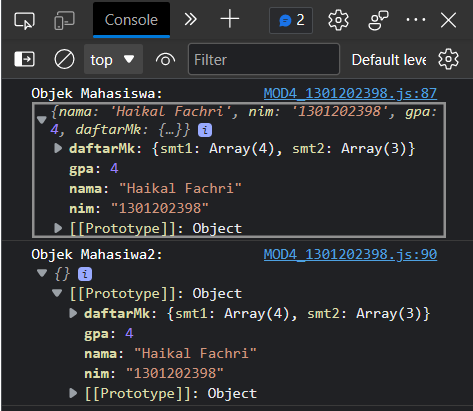 Console
2
top
Filter
Default leve
Objek Mahasiswa: MOD4_1301202398.js:87
{nama: 'Haikal Fachri', nim: '1301202398', gpa:
4, daftarMk: {…}} i
daftarMk: {smt1: Array(4), smt2: Array(3)}
gpa: 4
nama: "Haikal Fachri"
nim: "1301202398"
[[Prototype]]: Object
Objek Mahasiwa2: MOD4_1301202398.js:90
{} i
[[Prototype]]: Object
daftarMk: {smt1: Array(4), smt2: Array(3)}
gpa: 4
nama: "Haikal Fachri"
nim: "1301202398"
[[Prototype]]: Object